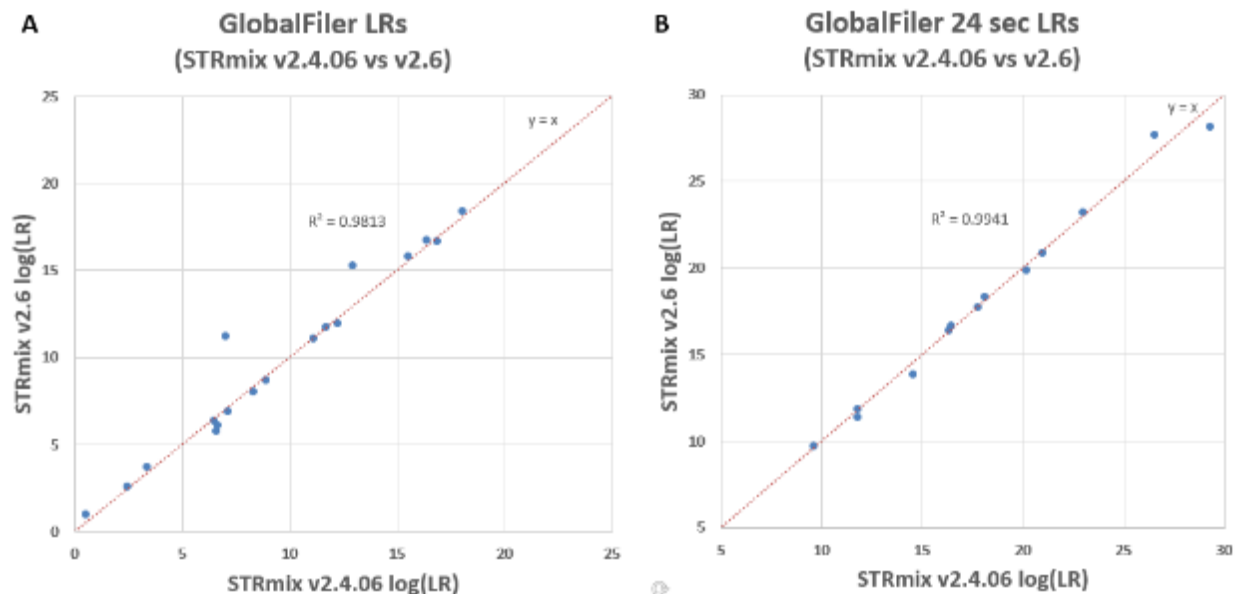 A
GlobalFiler LRs
(STRmix v2.4.06 vs v2.6)
25
20
15
10
5
0
y = x
R² = 0.9813
STRmix v2.6 log(LR)
0 5 10 15 20 25
STRmix v2.4.06 log(LR)
B
GlobalFiler 24 sec LRs
(STRmix v2.4.06 vs v2.6)
30
25
20
15
10
5
y = x
R² = 0.9941
STRmix v2.6 log(LR)
5 10 15 20 25 30
STRmix v2.4.06 log(LR)